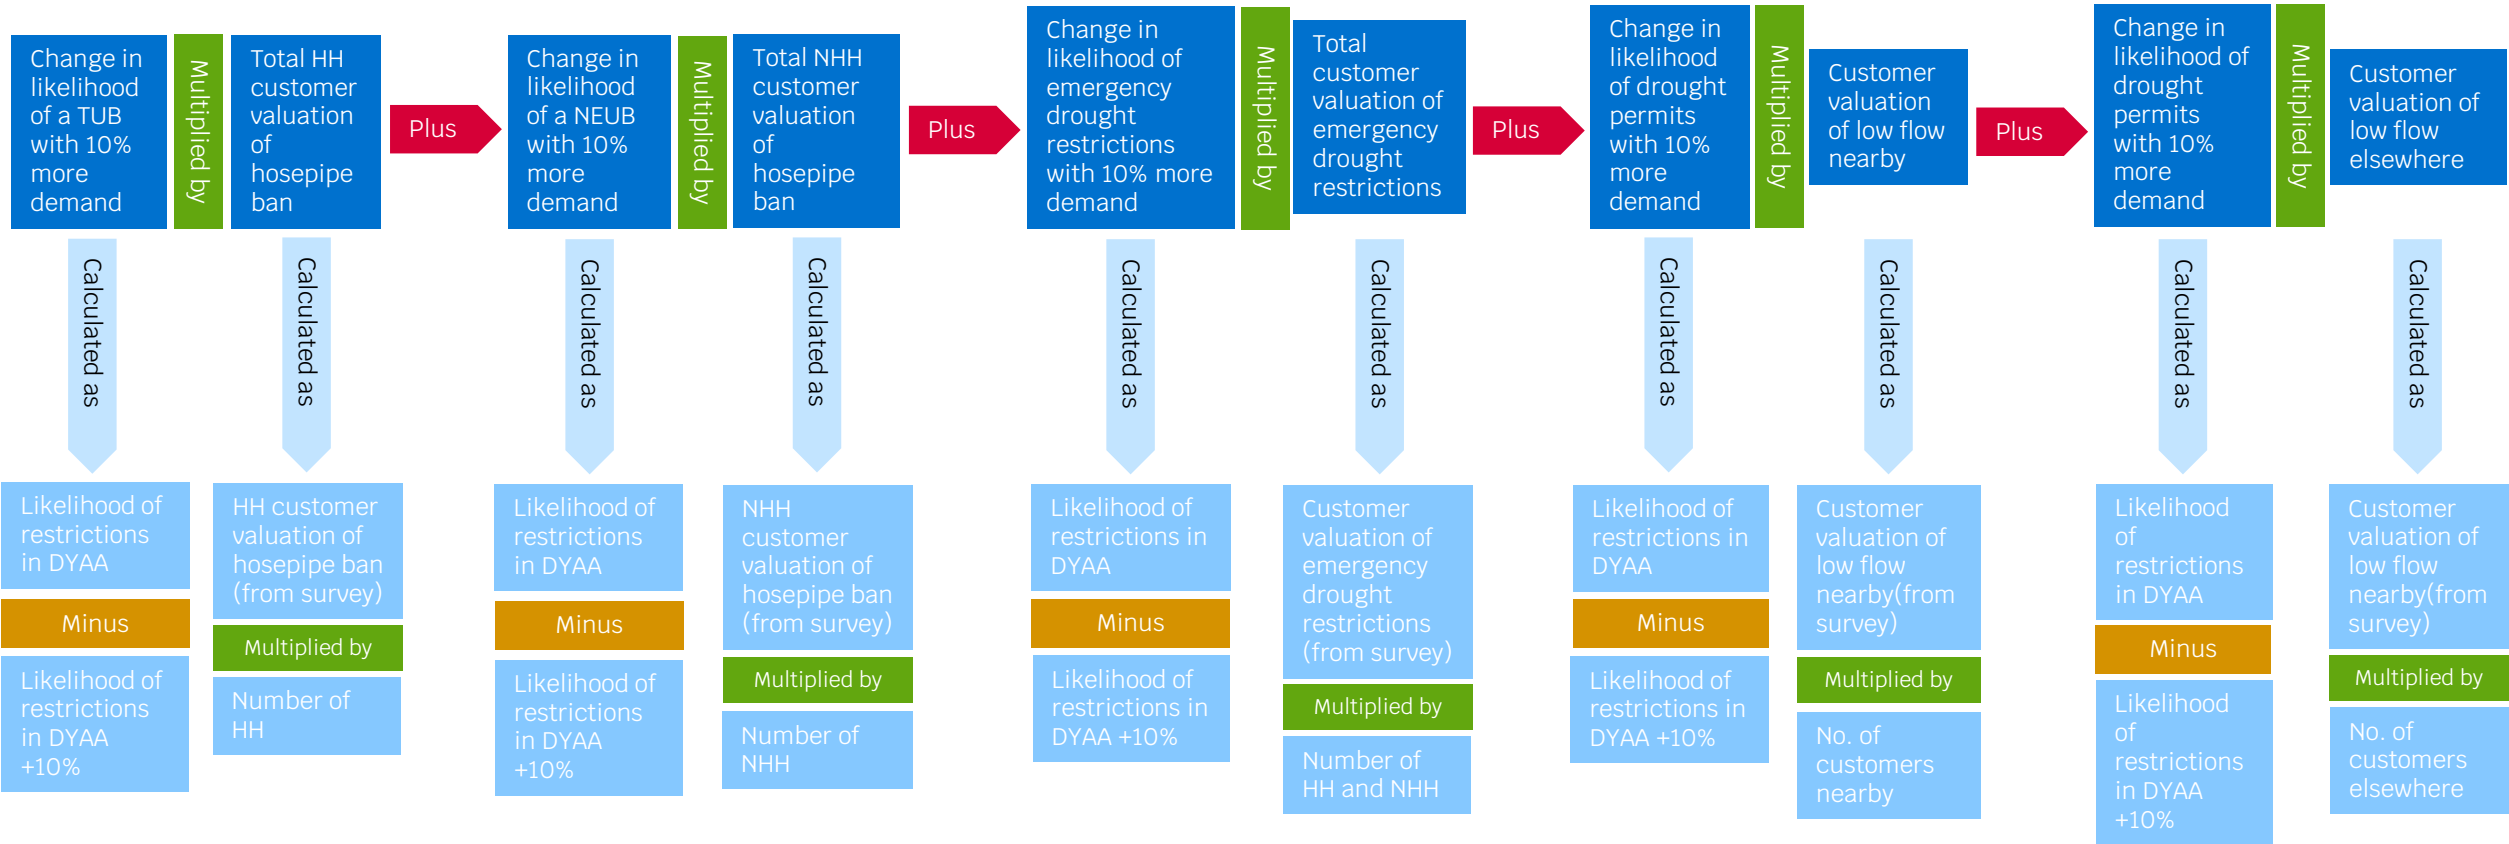 Change in
likelihood
of a TUB
with 10%
more
demand
Multiplied by
Total HH
customer
valuation
of
hosepipe
ban
Plus
Change in
likelihood
of a NEUB
with 10%
more
demand
Multiplied by
Total NHH
customer
valuation
of
hosepipe
ban
Plus
Change in
likelihood of
emergency
drought
restrictions
with 10% more
demand
Multiplied by
Total
customer
valuation of
emergency
drought
restrictions
Plus
Change in
likelihood
of drought
permits
with 10%
more
demand
Multiplied by
Customer
valuation
of low flow
nearby
Plus
Change in
likelihood of
drought
permits
with 10%
more
demand
Multiplied by
Customer
valuation of
low flow
elsewhere
Calculated as
Calculated as
Calculated as
Calculated as
Calculated as
Calculated as
Calculated as
Calculated as
Calculated as
Calculated as
Likelihood of
restrictions
in DYAA
Minus
Likelihood of
restrictions
in DYAA
+10%
HH customer
valuation of
hosepipe ban
(from survey)
Multiplied by
Number of
HH
Likelihood of
restrictions
in DYAA
Minus
Likelihood of
restrictions
in DYAA
+10%
NHH
customer
valuation of
hosepipe ban
(from survey)
Multiplied by
Number of
NHH
Likelihood of
restrictions in
DYAA
Minus
Likelihood of
restrictions in
DYAA +10%
Customer
valuation of
emergency
drought
restrictions
(from survey)
Multiplied by
Number of
HH and NHH
Likelihood of
restrictions in
DYAA
Minus
Likelihood of
restrictions in
DYAA +10%
Customer
valuation of
low flow
nearby(from
survey)
Multiplied by
No. of
customers
nearby
Likelihood
of
restrictions
in DYAA
Minus
Likelihood
of
restrictions
in DYAA
+10%
Customer
valuation of
low flow
nearby(from
survey)
Multiplied by
No. of
customers
elsewhere